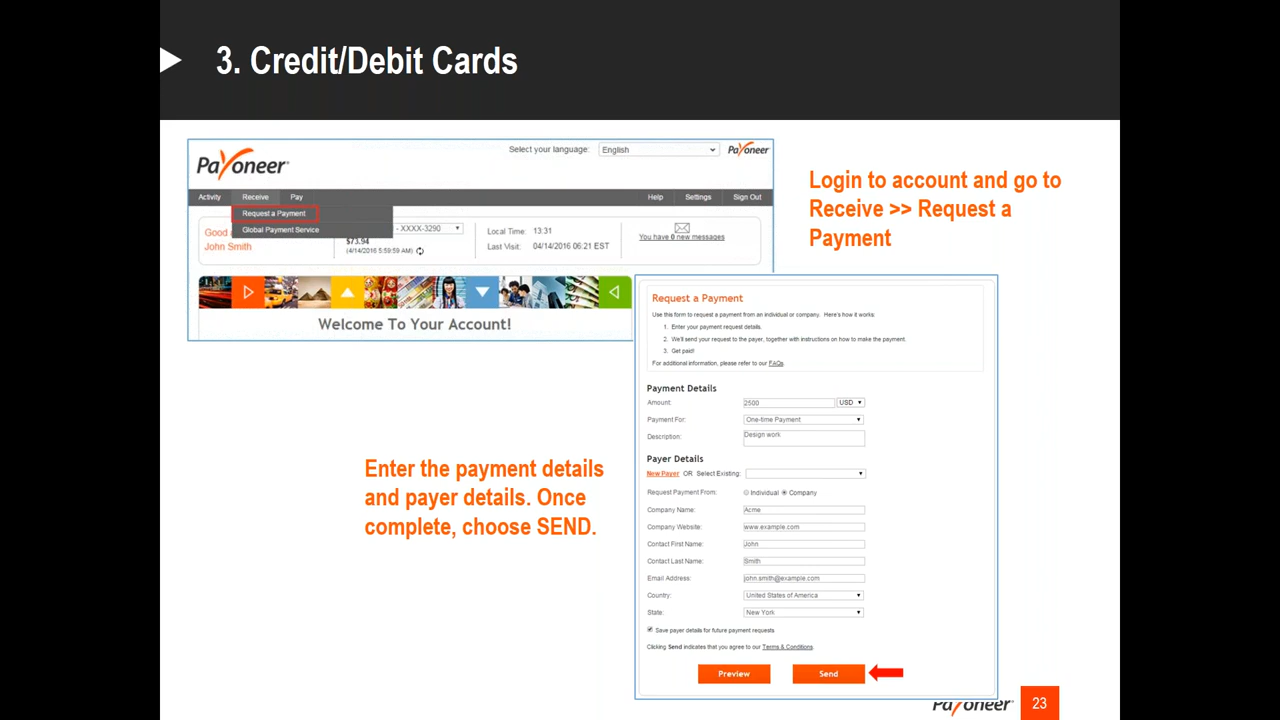 3. Credit/Debit Cards
Payoneer
Select your language: English
Payoneer
Activity Receive Pay Help Settings Sign Out
Request a Payment
Global Payment Service
Good
John Smith
- XXXX-3290
$73.94
(4/14/2016 5:59:59 AM)
Local Time: 13:31
Last Visit: 04/14/2016 06:21 EST
You have 0 new messages
Welcome To Your Account!
Login to account and go to
Receive >> Request a
Payment
Enter the payment details
and payer details. Once
complete, choose SEND.
Request a Payment
Use this form to request a payment from an individual or company. Here's how it works:
1. Enter your payment request details.
2. We'll send your request to the payer, together with instructions on how to make the payment.
3. Get paid!
For additional information, please refer to our FAQs.
Payment Details
Amount: 2500 USD
Payment For: One-time Payment
Description: Design work
Payer Details
New Payer OR Select Existing:
Request Payment From: Individual Company
Company Name: Acme
Company Website: www.example.com
Contact First Name: John
Contact Last Name: Smith
Email Address: john.smith@example.com
Country: United States of America
State: New York
Save payer details for future payment requests
Clicking Send indicates that you agree to our Terms & Conditions
Preview Send
Payoneer
23